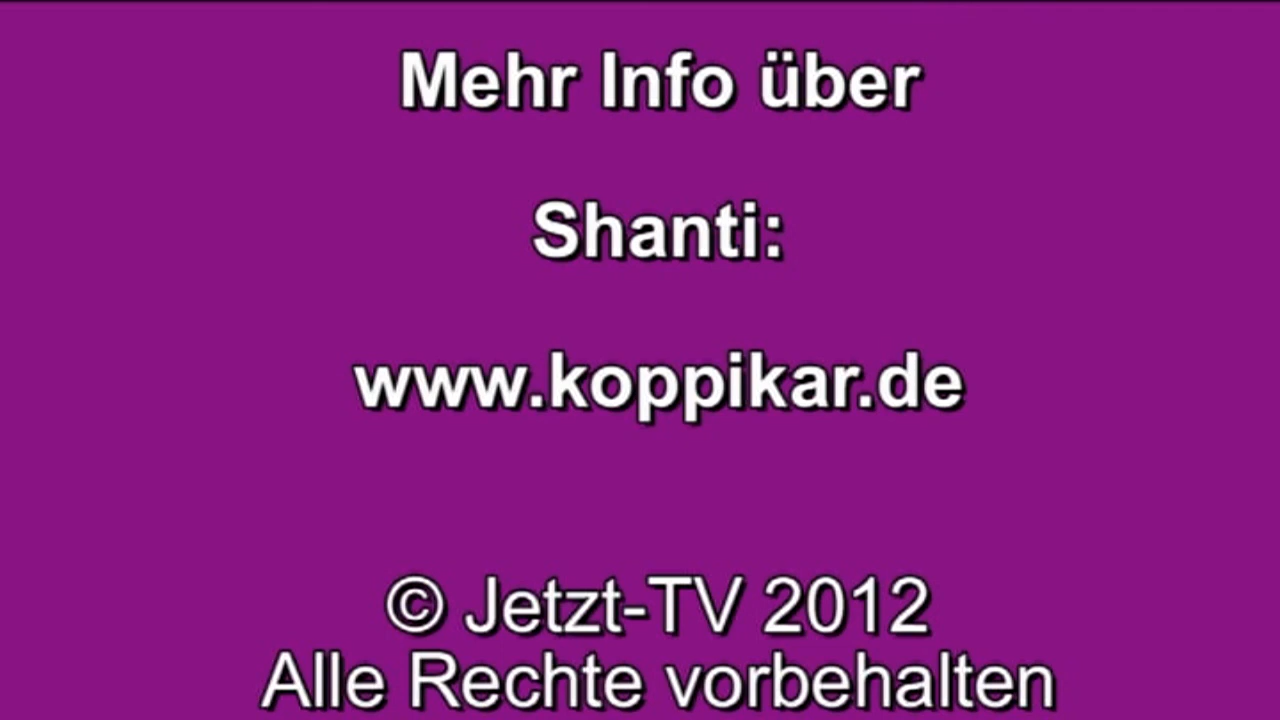 Mehr Info über
Shanti:
www.koppikar.de
© Jetzt-TV 2012
Alle Rechte vorbehalten